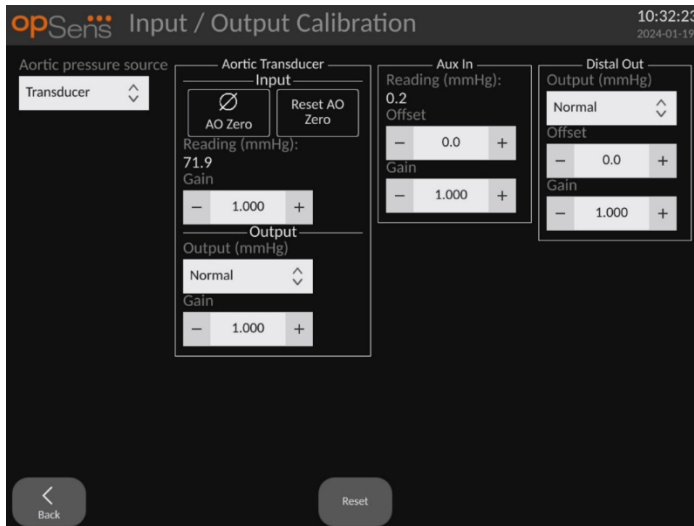 opSens Input / Output Calibration
10:32:23
2024-01-19
Aortic pressure source
Transducer
Aortic Transducer
Input
AO Zero
Reset AO
Zero
Reading (mmHg):
71.9
Gain
− 1.000 +
Output
Output (mmHg)
Normal
Gain
− 1.000 +
Aux In
Reading (mmHg):
0.2
Offset
− 0.0 +
Gain
− 1.000 +
Distal Out
Output (mmHg)
Normal
Offset
− 0.0 +
Gain
− 1.000 +
Back
Reset